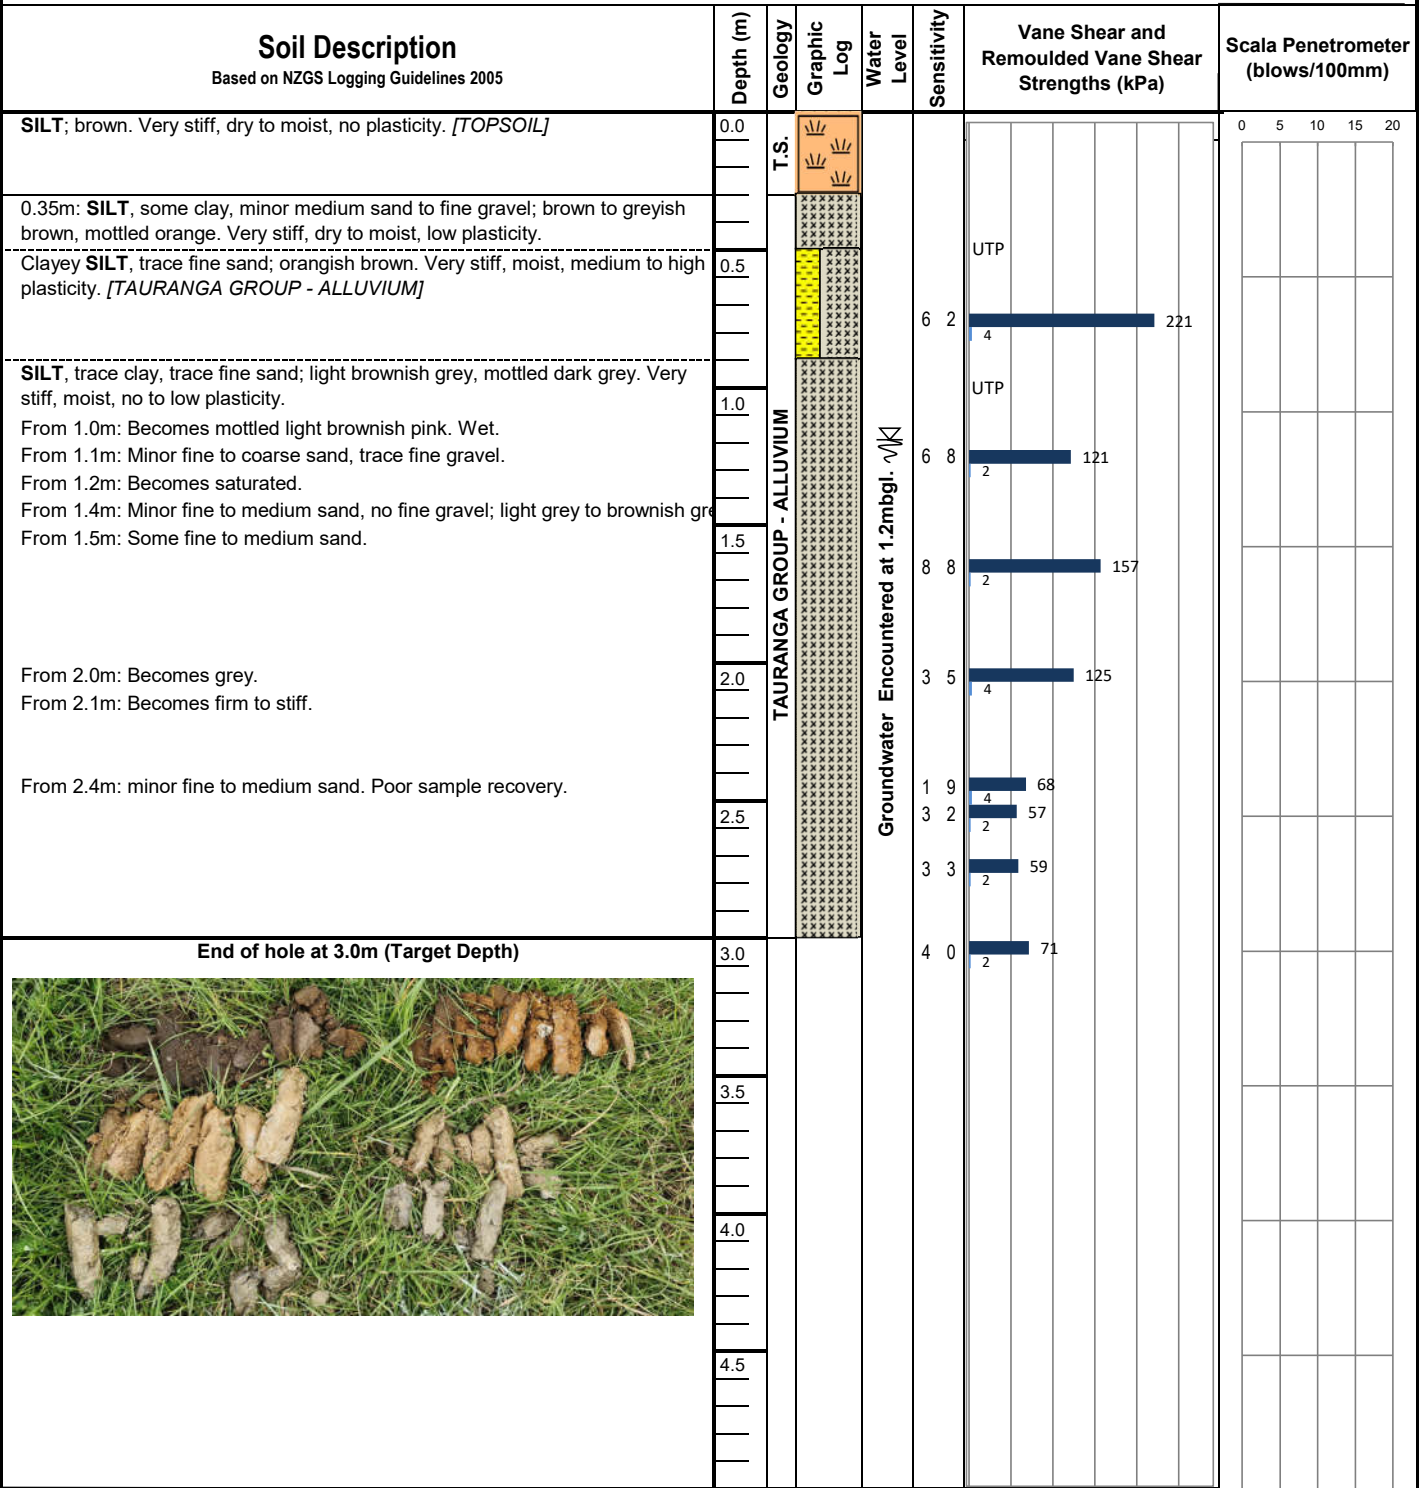 Soil Description
Based on NZGS Logging Guidelines 2005
Depth (m)
Geology
Graphic Log
Water Level
Sensitivity
Vane Shear and
Remoulded Vane Shear
Strengths (kPa)
Scala Penetrometer
(blows/100mm)
0 5 10 15 20
SILT; brown. Very stiff, dry to moist, no plasticity. [TOPSOIL]
0.0
T.S.
0.35m: SILT, some clay, minor medium sand to fine gravel; brown to greyish
brown, mottled orange. Very stiff, dry to moist, low plasticity.
UTP
Clayey SILT, trace fine sand; orangish brown. Very stiff, moist, medium to high
plasticity. [TAURANGA GROUP - ALLUVIUM]
0.5
6 2
221
4
SILT, trace clay, trace fine sand; light brownish grey, mottled dark grey. Very
stiff, moist, no to low plasticity.
UTP
1.0
From 1.0m: Becomes mottled light brownish pink. Wet.
From 1.1m: Minor fine to coarse sand, trace fine gravel.
6 8
121
2
From 1.2m: Becomes saturated.
From 1.4m: Minor fine to medium sand, no fine gravel; light grey to brownish gre
From 1.5m: Some fine to medium sand.
1.5
8 8
157
2
TAURANGA GROUP - ALLUVIUM
Groundwater Encountered at 1.2mbgl.
From 2.0m: Becomes grey.
2.0
3 5
125
4
From 2.1m: Becomes firm to stiff.
From 2.4m: minor fine to medium sand. Poor sample recovery.
1 9
68
4
2.5
3 2
57
2
3 3
59
2
End of hole at 3.0m (Target Depth)
3.0
4 0
71
2
3.5
4.0
4.5